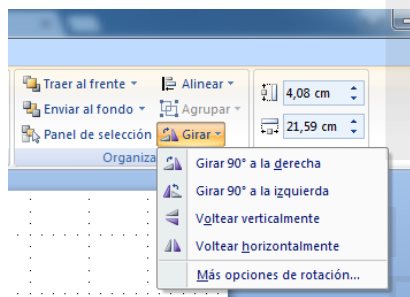 Traer al frente
Alinear
4,08 cm
Enviar al fondo
Agrupar
Panel de selección
Girar
21,59 cm
Organiza
Girar 90° a la derecha
Girar 90° a la izquierda
Voltear verticalmente
Voltear horizontalmente
Más opciones de rotación...